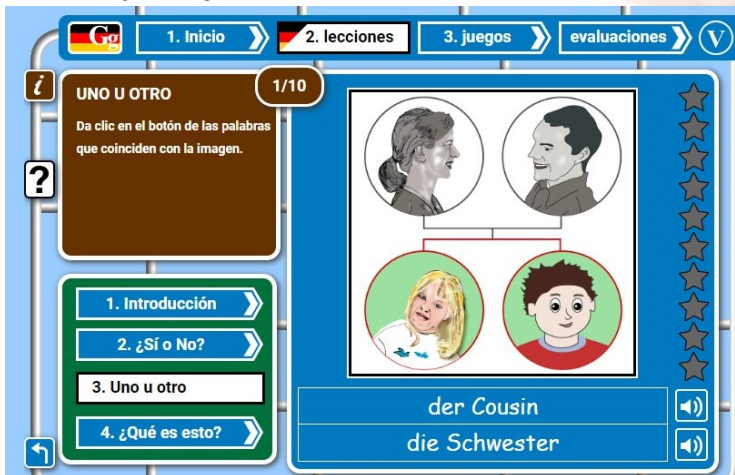 Gg
1. Inicio
2. lecciones
3. juegos
evaluaciones
V
i
UNO U OTRO
1/10
Da clic en el botón de las palabras
que coinciden con la imagen.
?
1. Introducción
2. ¿Sí o No?
3. Uno u otro
4. ¿Qué es esto?
der Cousin
die Schwester